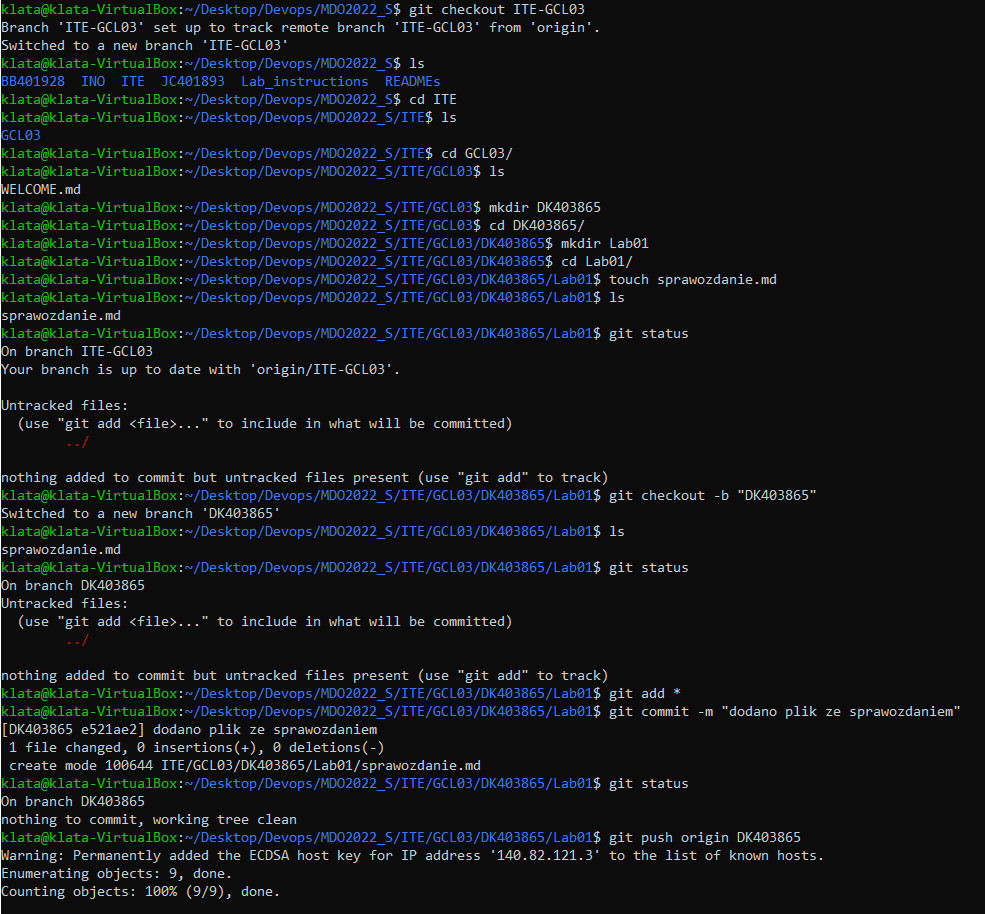 klata@klata-VirtualBox:~/Desktop/Devops/MDO2022_S$ git checkout ITE-GCL03
Branch 'ITE-GCL03' set up to track remote branch 'ITE-GCL03' from 'origin'.
Switched to a new branch 'ITE-GCL03'
klata@klata-VirtualBox:~/Desktop/Devops/MDO2022_S$ ls
BB401928  INO  ITE  JC401893  Lab_instructions  READMEs
klata@klata-VirtualBox:~/Desktop/Devops/MDO2022_S$ cd ITE
klata@klata-VirtualBox:~/Desktop/Devops/MDO2022_S/ITE$ ls
GCL03
klata@klata-VirtualBox:~/Desktop/Devops/MDO2022_S/ITE$ cd GCL03/
klata@klata-VirtualBox:~/Desktop/Devops/MDO2022_S/ITE/GCL03$ ls
WELCOME.md
klata@klata-VirtualBox:~/Desktop/Devops/MDO2022_S/ITE/GCL03$ mkdir DK403865
klata@klata-VirtualBox:~/Desktop/Devops/MDO2022_S/ITE/GCL03$ cd DK403865/
klata@klata-VirtualBox:~/Desktop/Devops/MDO2022_S/ITE/GCL03/DK403865$ mkdir Lab01
klata@klata-VirtualBox:~/Desktop/Devops/MDO2022_S/ITE/GCL03/DK403865$ cd Lab01/
klata@klata-VirtualBox:~/Desktop/Devops/MDO2022_S/ITE/GCL03/DK403865/Lab01$ touch sprawozdanie.md
klata@klata-VirtualBox:~/Desktop/Devops/MDO2022_S/ITE/GCL03/DK403865/Lab01$ ls
sprawozdanie.md
klata@klata-VirtualBox:~/Desktop/Devops/MDO2022_S/ITE/GCL03/DK403865/Lab01$ git status
On branch ITE-GCL03
Your branch is up to date with 'origin/ITE-GCL03'.
Untracked files:
  (use "git add <file>..." to include in what will be committed)
        ../
nothing added to commit but untracked files present (use "git add" to track)
klata@klata-VirtualBox:~/Desktop/Devops/MDO2022_S/ITE/GCL03/DK403865/Lab01$ git checkout -b "DK403865"
Switched to a new branch 'DK403865'
klata@klata-VirtualBox:~/Desktop/Devops/MDO2022_S/ITE/GCL03/DK403865/Lab01$ ls
sprawozdanie.md
klata@klata-VirtualBox:~/Desktop/Devops/MDO2022_S/ITE/GCL03/DK403865/Lab01$ git status
On branch DK403865
Untracked files:
  (use "git add <file>..." to include in what will be committed)
        ../
nothing added to commit but untracked files present (use "git add" to track)
klata@klata-VirtualBox:~/Desktop/Devops/MDO2022_S/ITE/GCL03/DK403865/Lab01$ git add *
klata@klata-VirtualBox:~/Desktop/Devops/MDO2022_S/ITE/GCL03/DK403865/Lab01$ git commit -m "dodano plik ze sprawozdaniem"
[DK403865 e521ae2] dodano plik ze sprawozdaniem
 1 file changed, 0 insertions(+), 0 deletions(-)
 create mode 100644 ITE/GCL03/DK403865/Lab01/sprawozdanie.md
klata@klata-VirtualBox:~/Desktop/Devops/MDO2022_S/ITE/GCL03/DK403865/Lab01$ git status
On branch DK403865
nothing to commit, working tree clean
klata@klata-VirtualBox:~/Desktop/Devops/MDO2022_S/ITE/GCL03/DK403865/Lab01$ git push origin DK403865
Warning: Permanently added the ECDSA host key for IP address '140.82.121.3' to the list of known hosts.
Enumerating objects: 9, done.
Counting objects: 100% (9/9), done.